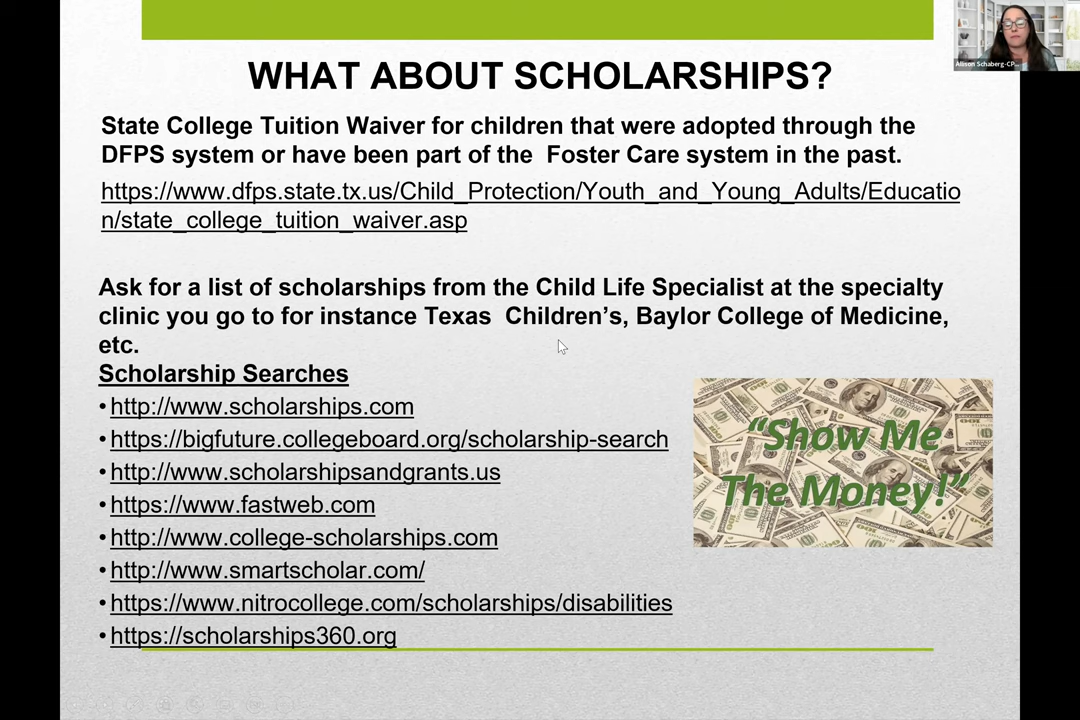 WHAT ABOUT SCHOLARSHIPS?
Allison Schaberg-CP...
State College Tuition Waiver for children that were adopted through the
DFPS system or have been part of the Foster Care system in the past.
https://www.dfps.state.tx.us/Child_Protection/Youth_and_Young_Adults/Educatio
n/state_college_tuition_waiver.asp
Ask for a list of scholarships from the Child Life Specialist at the specialty
clinic you go to for instance Texas Children’s, Baylor College of Medicine,
etc.
Scholarship Searches
•http://www.scholarships.com
•https://bigfuture.collegeboard.org/scholarship-search
•http://www.scholarshipsandgrants.us
•https://www.fastweb.com
•http://www.college-scholarships.com
•http://www.smartscholar.com/
•https://www.nitrocollege.com/scholarships/disabilities
•https://scholarships360.org
“Show Me
The Money!”